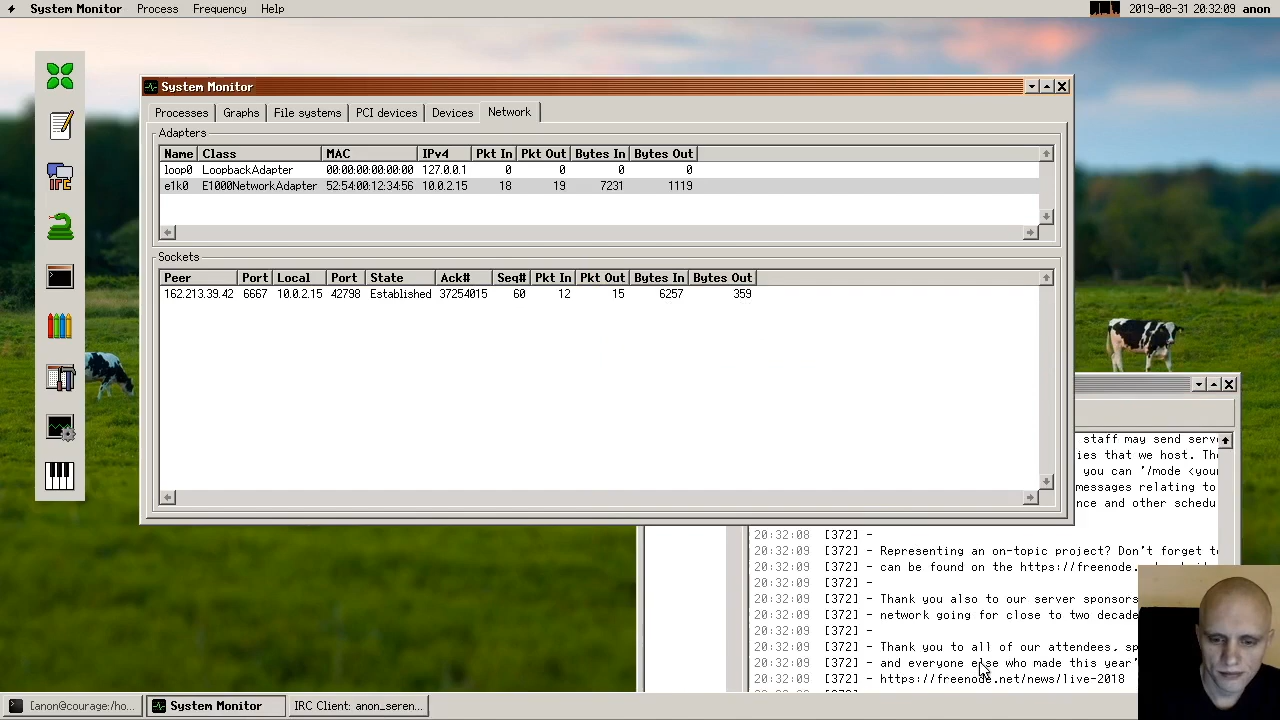 System Monitor Process Frequency Help 2019-08-31 20:32:09 anon
IRC
System Monitor
Processes Graphs File systems PCI devices Devices Network
Adapters
Name Class MAC IPv4 Pkt In Pkt Out Bytes In Bytes Out
loop0 LoopbackAdapter 00:00:00:00:00:00 127.0.0.1 0 0 0 0
e1k0 E1000NetworkAdapter 52:54:00:12:34:56 10.0.2.15 18 19 7231 1119
Sockets
Peer Port Local Port State Ack# Seq# Pkt In Pkt Out Bytes In Bytes Out
162.213.39.42 6667 10.0.2.15 42798 Established 37254015 60 12 15 6257 359
staff may send serv
ies that we host. Th
you can '/mode <you
messages relating to
nce and other schedu
20:32:08 [372] -
20:32:09 [372] - Representing an on-topic project? Don't forget to
20:32:09 [372] - can be found on the https://freenode.
20:32:09 [372] -
20:32:09 [372] - Thank you also to our server sponsors
20:32:09 [372] - network going for close to two decade
20:32:09 [372] -
20:32:09 [372] - Thank you to all of our attendees, sp
20:32:09 [372] - and everyone else who made this year'
20:32:09 [372] - https://freenode.net/news/live-2018
[anon@courage:/ho... System Monitor IRC Client: anon_seren...